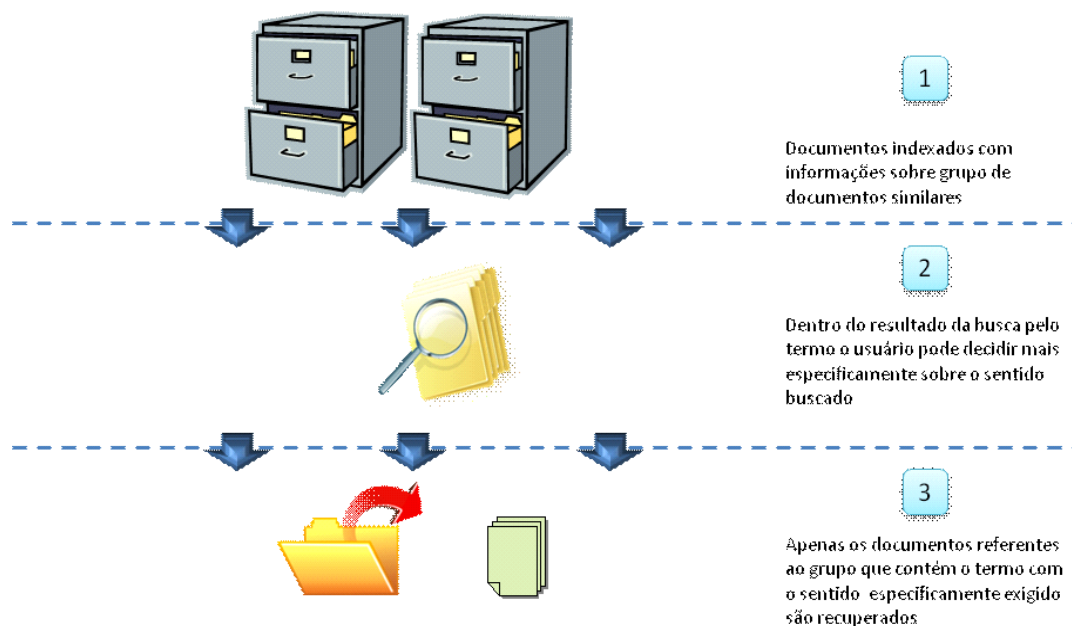 1
Documentos indexados com
informações sobre grupo de
documentos similares
2
Dentro do resultado da busca pelo
termo o usuário pode decidir mais
especificamente sobre o sentido
buscado
3
Apenas os documentos referentes
ao grupo que contém o termo com
o sentido especificamente exigido
são recuperados